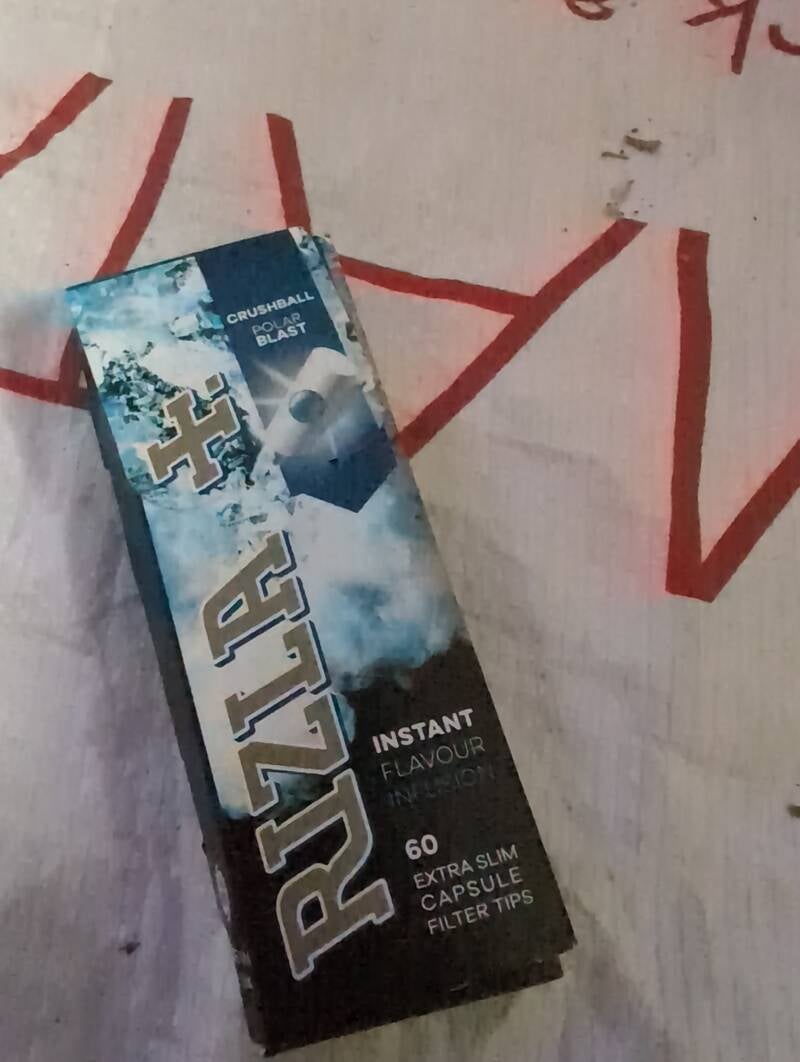 CRUSHBALL
POLAR
BLAST
RIZLA
INSTANT
FLAVOUR
INFUSION
60
EXTRA SLIM
CAPSULE
FILTER TIPS